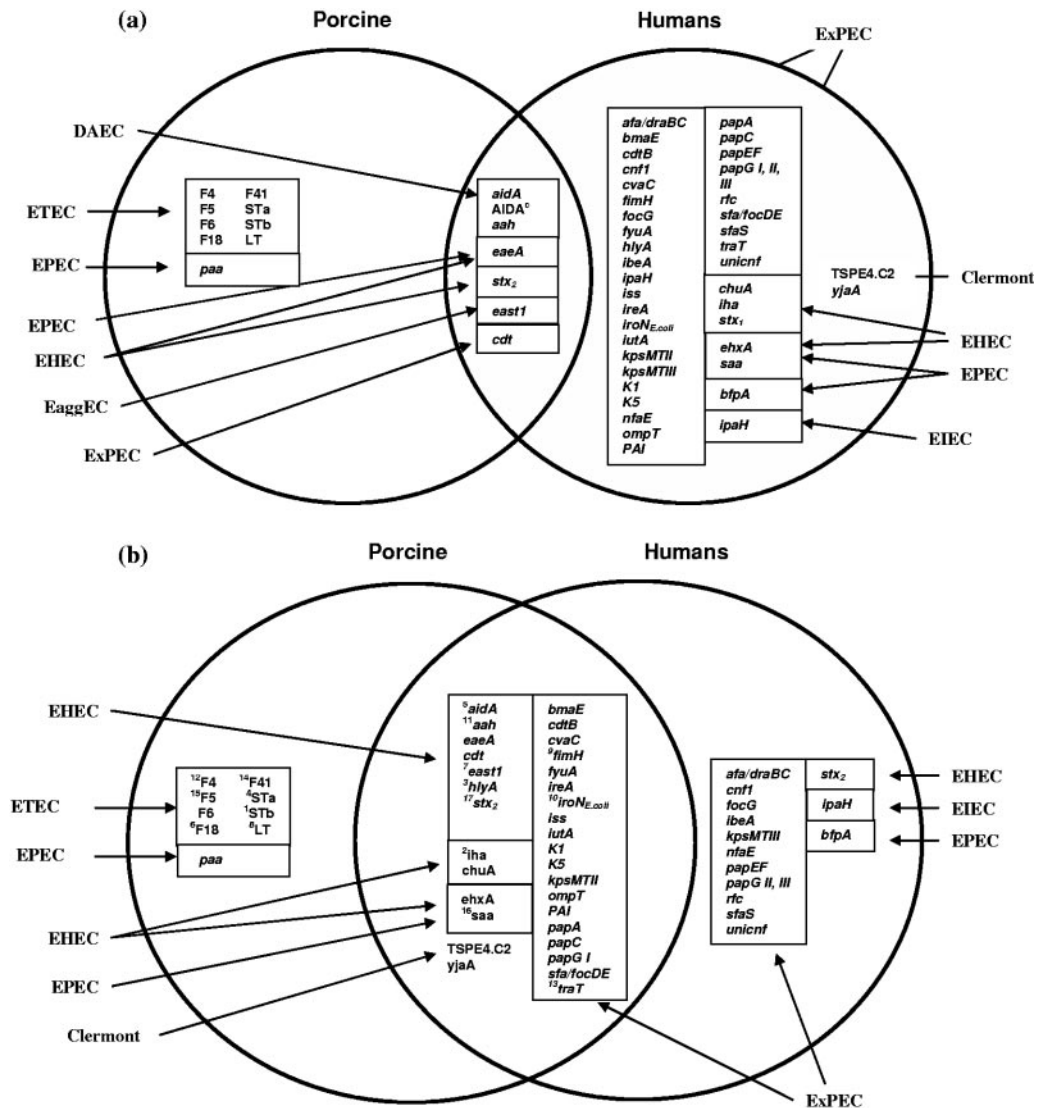 (a)
Porcine
Humans
ExPEC
DAEC
ETEC
EPEC
EPEC
EHEC
EaggEC
ExPEC
F4 F41
F5 STa
F6 STb
F18 LT
paa
aidA
AIDAᶜ
aah
eaeA
stx₂
east1
cdt
afa/draBC
bmaE
cdtB
cnf1
cvaC
fimH
focG
fyuA
hlyA
ibeA
ipaH
iss
ireA
iroN_E.coli
iutA
kpsMTII
kpsMTIII
K1
K5
nfaE
ompT
PAI
papA
papC
papEF
papG I, II,
III
rfc
sfa/focDE
sfaS
traT
unicnf
chuA
iha
stx₁
ehxA
saa
bfpA
ipaH
TSPE4.C2
yjaA
Clermont
EHEC
EPEC
EIEC
(b)
Porcine
Humans
EHEC
ETEC
EPEC
EHEC
EPEC
Clermont
¹²F4 ¹⁴F41
¹⁵F5 ⁴STa
F6 ¹STb
⁶F18 ⁸LT
paa
⁵aidA
¹¹aah
eaeA
cdt
⁷east1
³hlyA
¹⁷stx₂
²iha
chuA
ehxA
¹⁶saa
TSPE4.C2
yjaA
bmaE
cdtB
cvaC
⁹fimH
fyuA
ireA
¹⁰iroN_E.coli
iss
iutA
K1
K5
kpsMTII
ompT
PAI
papA
papC
papG I
sfa/focDE
¹³traT
afa/draBC
cnf1
focG
ibeA
kpsMTIII
nfaE
papEF
papG II, III
rfc
sfaS
unicnf
stx₂
ipaH
bfpA
EHEC
EIEC
EPEC
ExPEC